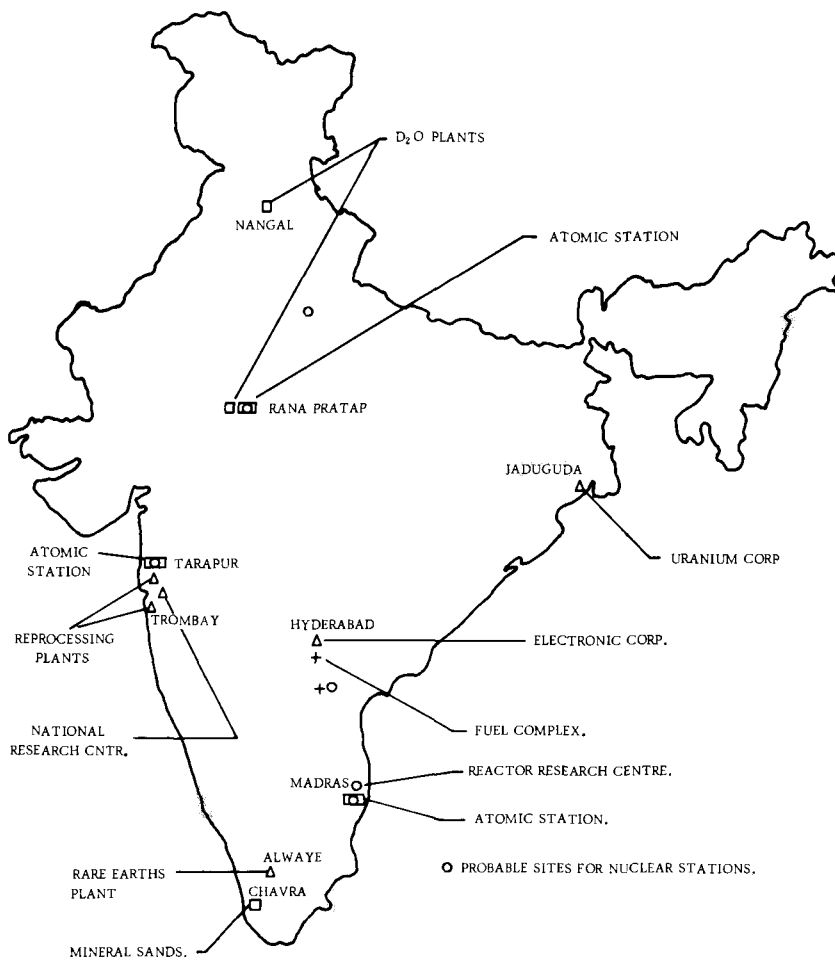 D₂O PLANTS
NANGAL
ATOMIC STATION
RANA PRATAP
JADUGUDA
ATOMIC
STATION
TARAPUR
URANIUM CORP
TROMBAY
REPROCESSING
PLANTS
HYDERABAD
ELECTRONIC CORP.
NATIONAL
RESEARCH CNTR.
FUEL COMPLEX.
MADRAS
REACTOR RESEARCH CENTRE.
ATOMIC STATION.
ALWAYE
RARE EARTHS
PLANT
PROBABLE SITES FOR NUCLEAR STATIONS.
CHAVRA
MINERAL SANDS.